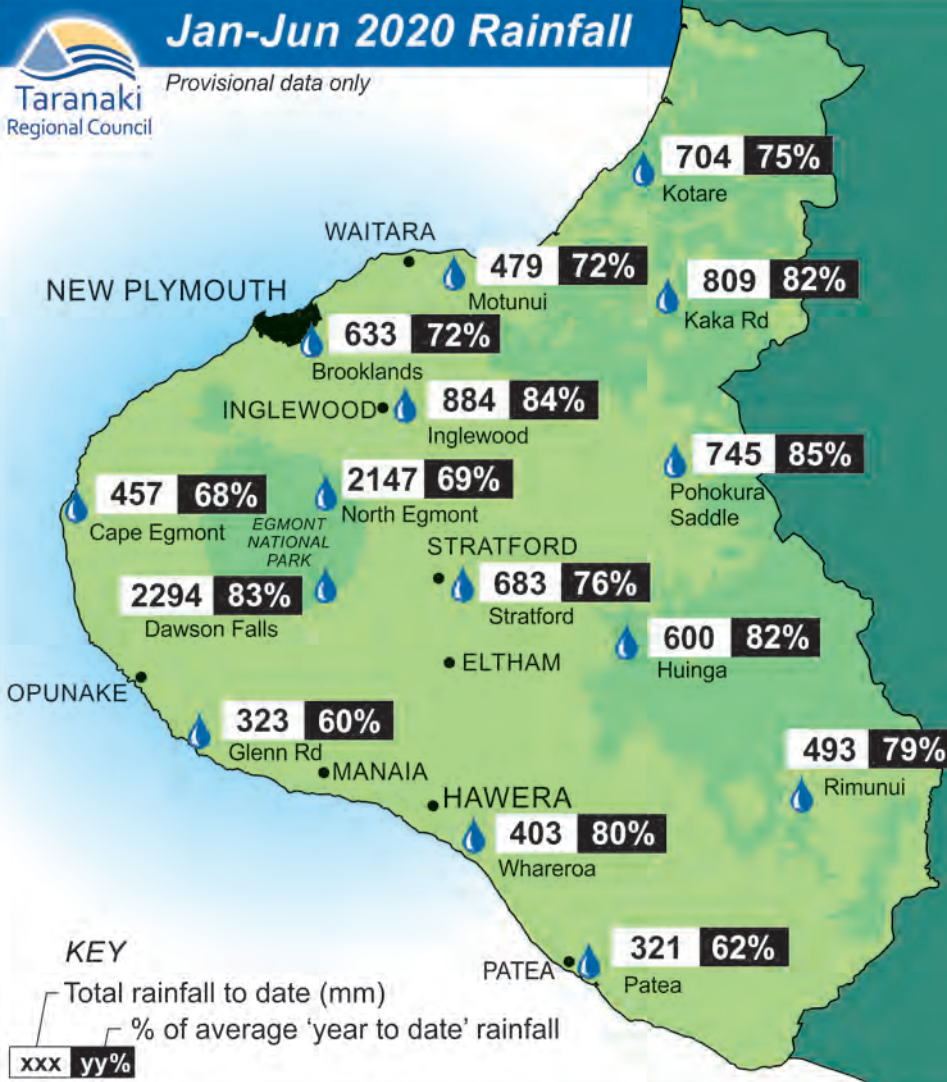 Jan-Jun 2020 Rainfall
Provisional data only
Taranaki
Regional Council
704 75%
Kotare
WAITARA
479 72%
Motunui
809 82%
Kaka Rd
NEW PLYMOUTH
633 72%
Brooklands
INGLEWOOD
884 84%
Inglewood
745 85%
Pohokura
Saddle
457 68%
Cape Egmont
2147 69%
North Egmont
EGMONT
NATIONAL
PARK
STRATFORD
2294 83%
Dawson Falls
683 76%
Stratford
600 82%
Huinga
ELTHAM
OPUNAKE
323 60%
Glenn Rd
493 79%
Rimunui
MANAIA
HAWERA
403 80%
Whareroa
PATEA
321 62%
Patea
KEY
Total rainfall to date (mm)
% of average 'year to date' rainfall
xxx yy%